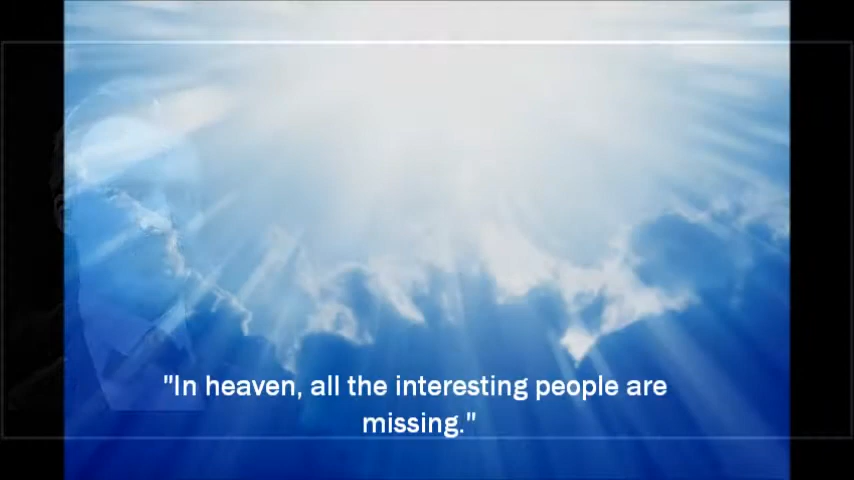 "In heaven, all the interesting people are
missing."